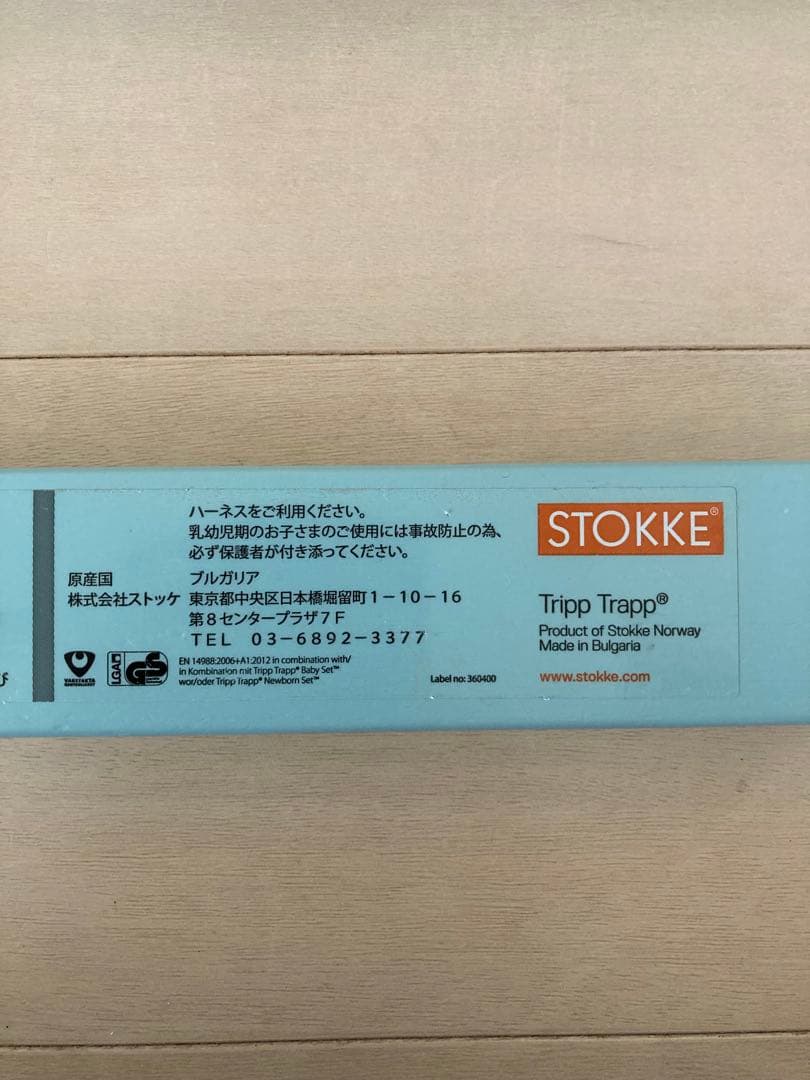 ハーネスをご利用ください。
乳幼児期のお子さまのご使用には事故防止の為、
必ず保護者が付き添ってください。
原産国 ブルガリア
株式会社ストッケ 東京都中央区日本橋堀留町1－10－16
第8センタープラザ7F
TEL 03－6892－3377
LGA GS
EN 14988:2006+A1:2012 in combination with/
in Kombination mit Tripp Trapp® Baby Set™
wor/oder Tripp Trapp® Newborn Set™
Label no: 360400
STOKKE®
Tripp Trapp®
Product of Stokke Norway
Made in Bulgaria
www.stokke.com